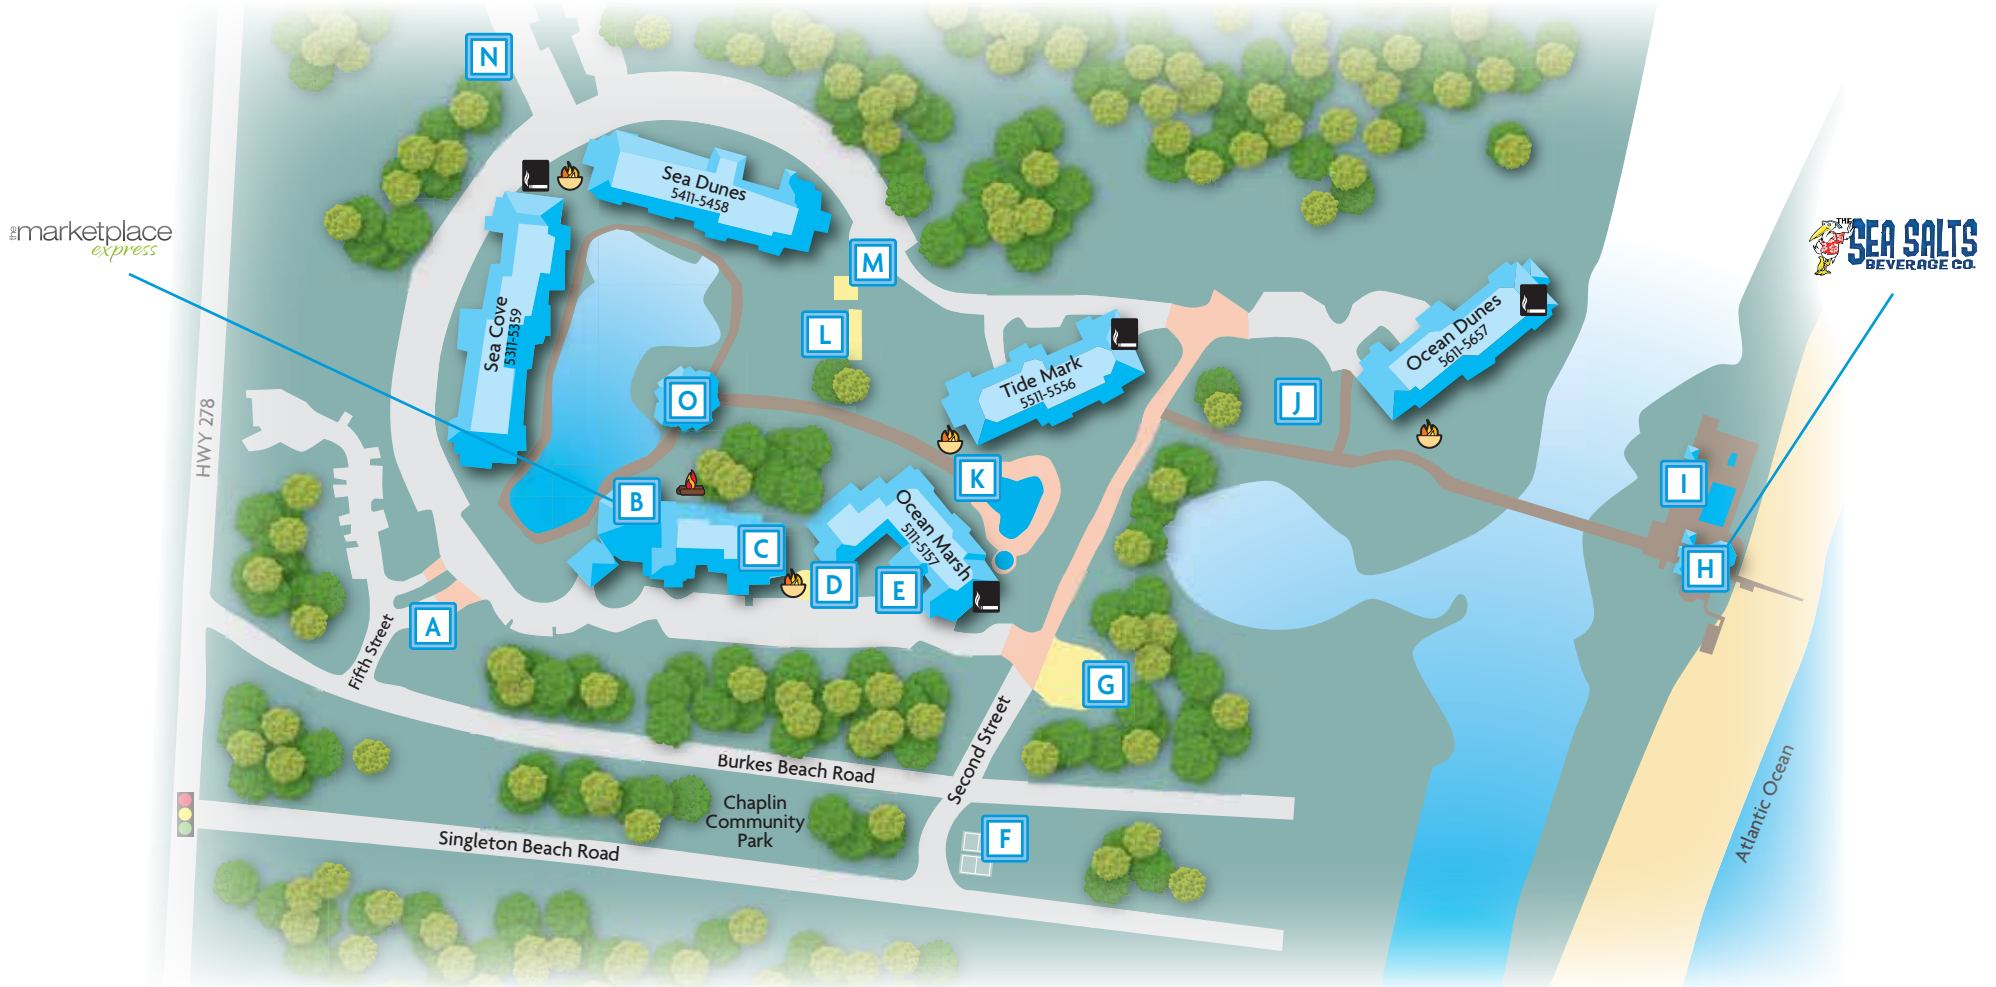 N
Sea Dunes
5411-5458
the marketplace
express
M
THE
SEA SALTS
BEVERAGE CO.
Sea Cove
5311-5359
L
Ocean Dunes
5611-5657
Tide Mark
5511-5556
O
J
HWY 278
K
I
B
Ocean Marsh
5111-5157
C
D
E
H
A
Fifth Street
G
Second Street
Burkes Beach Road
Chaplin
Community
Park
Singleton Beach Road
F
Atlantic Ocean